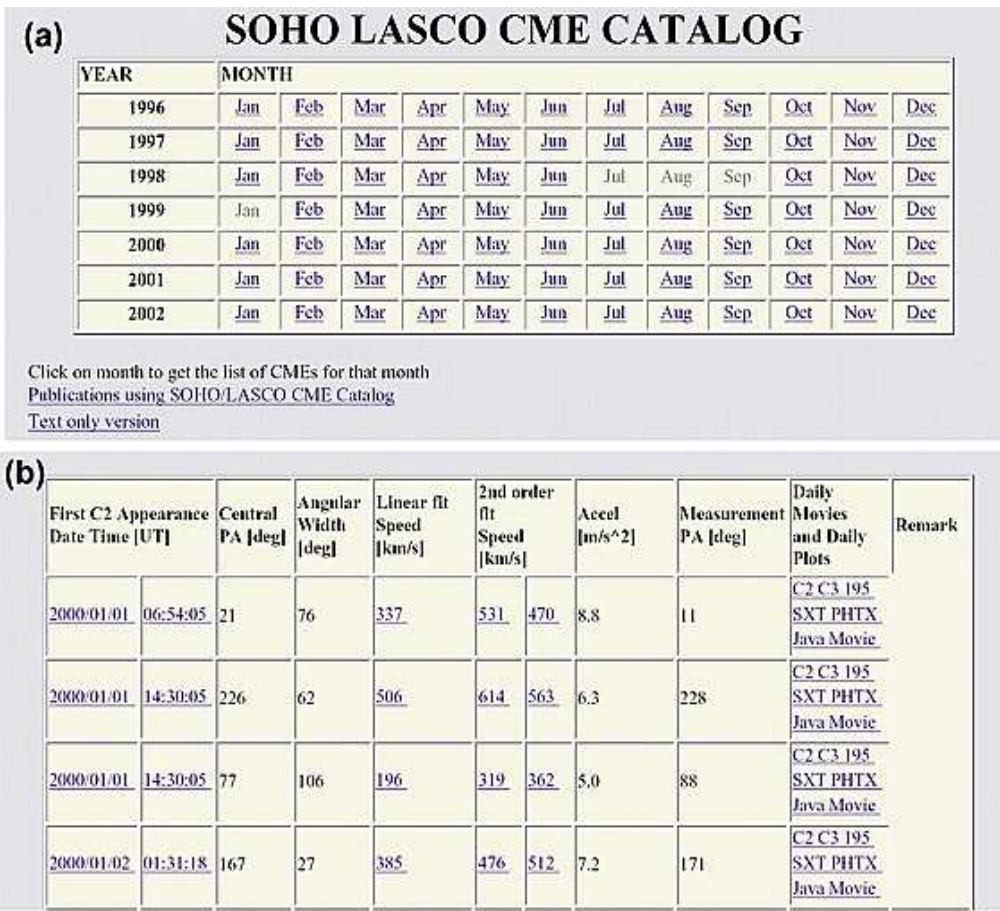 (a)
SOHO LASCO CME CATALOG
YEAR MONTH
1996 Jan Feb Mar Apr May Jun Jul Aug Sep Oct Nov Dec
1997 Jan Feb Mar Apr May Jun Jul Aug Sep Oct Nov Dec
1998 Jan Feb Mar Apr May Jun Jul Aug Sep Oct Nov Dec
1999 Jan Feb Mar Apr May Jun Jul Aug Sep Oct Nov Dec
2000 Jan Feb Mar Apr May Jun Jul Aug Sep Oct Nov Dec
2001 Jan Feb Mar Apr May Jun Jul Aug Sep Oct Nov Dec
2002 Jan Feb Mar Apr May Jun Jul Aug Sep Oct Nov Dec
Click on month to get the list of CMEs for that month
Publications using SOHO/LASCO CME Catalog
Text only version
(b)
First C2 Appearance
Date Time [UT]
Central
PA [deg]
Angular
Width
[deg]
Linear fit
Speed
[km/s]
2nd order
fit
Speed
[km/s]
Accel
[m/s^2]
Measurement
PA [deg]
Daily
Movies
and Daily
Plots
Remark
2000/01/01 06:54:05 21 76 337 531 470 8.8 11
C2 C3 195
SXT PHTX
Java Movie
2000/01/01 14:30:05 226 62 506 614 563 6.3 228
C2 C3 195
SXT PHTX
Java Movie
2000/01/01 14:30:05 77 106 196 319 362 5.0 88
C2 C3 195
SXT PHTX
Java Movie
2000/01/02 01:31:18 167 27 385 476 512 7.2 171
C2 C3 195
SXT PHTX
Java Movie